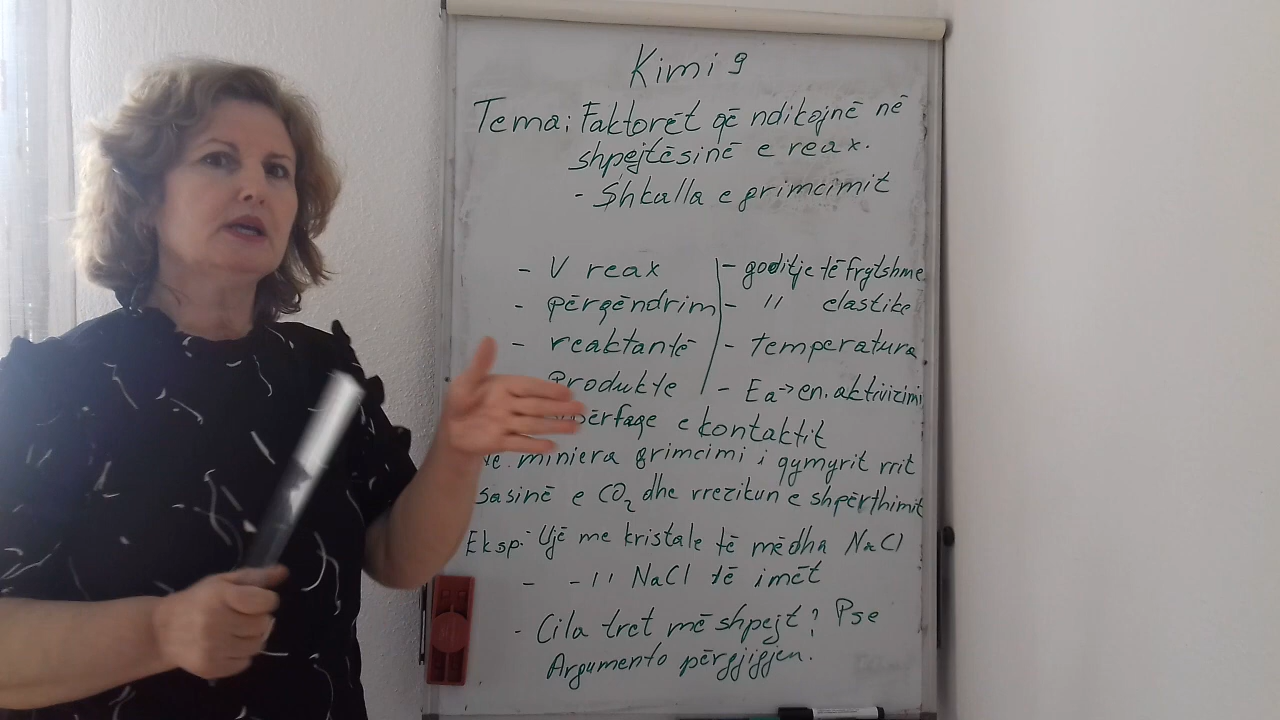 Kimi 9
Tema: Faktorët që ndikojnë në
shpejtësinë e reax.
- Shkalla e grimcimit
- V reax - goditje të frytshme
- përqëndrim - 〃 elastike
- reaktantë - temperatura
Produkte - Ea→en. aktivizimi
e kontaktit
miniera grimcimi i qymyrit rrit
sasinë e CO₂ dhe rrezikun e shpërthimit
Eksp: Ujë me kristale të mëdha NaCl
- -〃 NaCl të imët
- Cila tret më shpejt? Pse
Argumento përgjigjen.